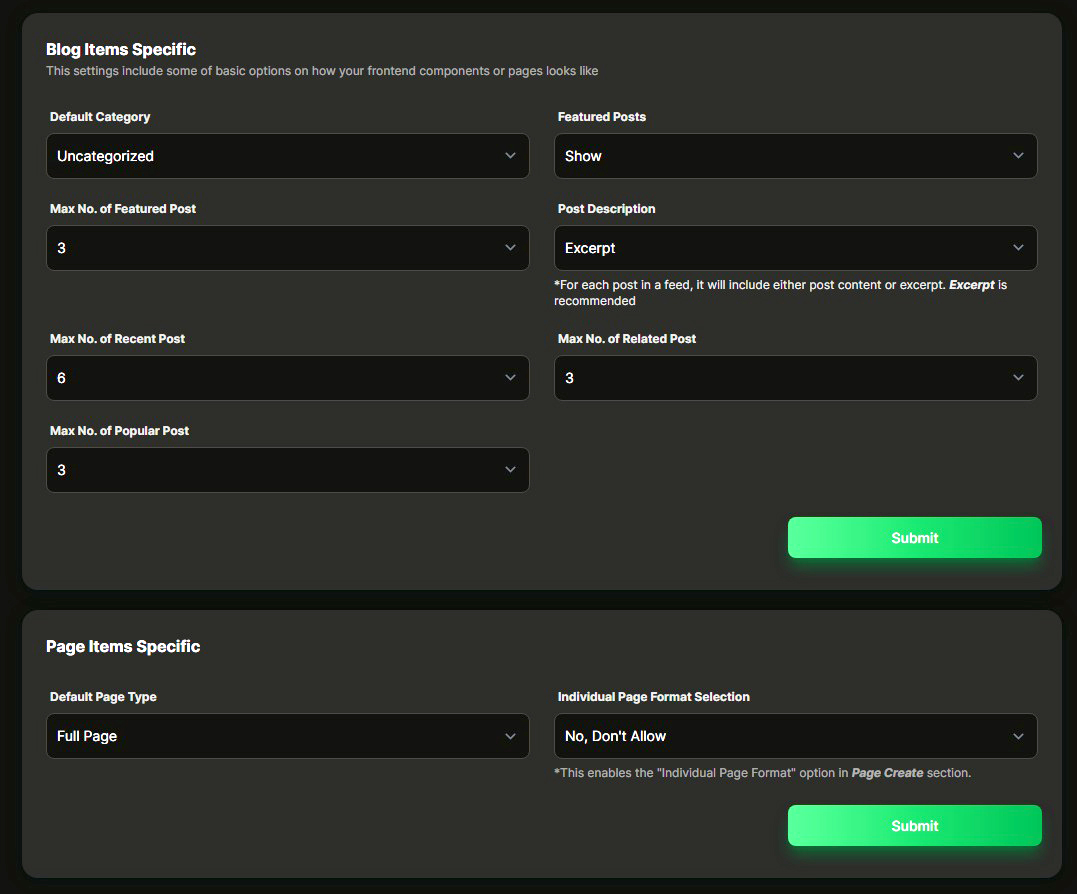 Blog Items Specific
This settings include some of basic options on how your frontend components or pages looks like
Default Category
Featured Posts
Uncategorized
Show
Max No. of Featured Post
Post Description
3
Excerpt
*For each post in a feed, it will include either post content or excerpt. Excerpt is
recommended
Max No. of Recent Post
Max No. of Related Post
6
3
Max No. of Popular Post
3
Submit
Page Items Specific
Default Page Type
Individual Page Format Selection
Full Page
No, Don't Allow
*This enables the "Individual Page Format" option in Page Create section.
Submit